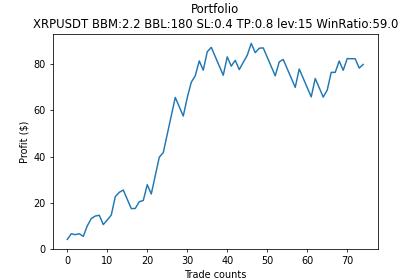 Portfolio
XRPUSDT BBM:2.2 BBL:180 SL:0.4 TP:0.8 lev:15 WinRatio:59.0
Profit ($)
80
60
40
20
0
0 10 20 30 40 50 60 70
Trade counts